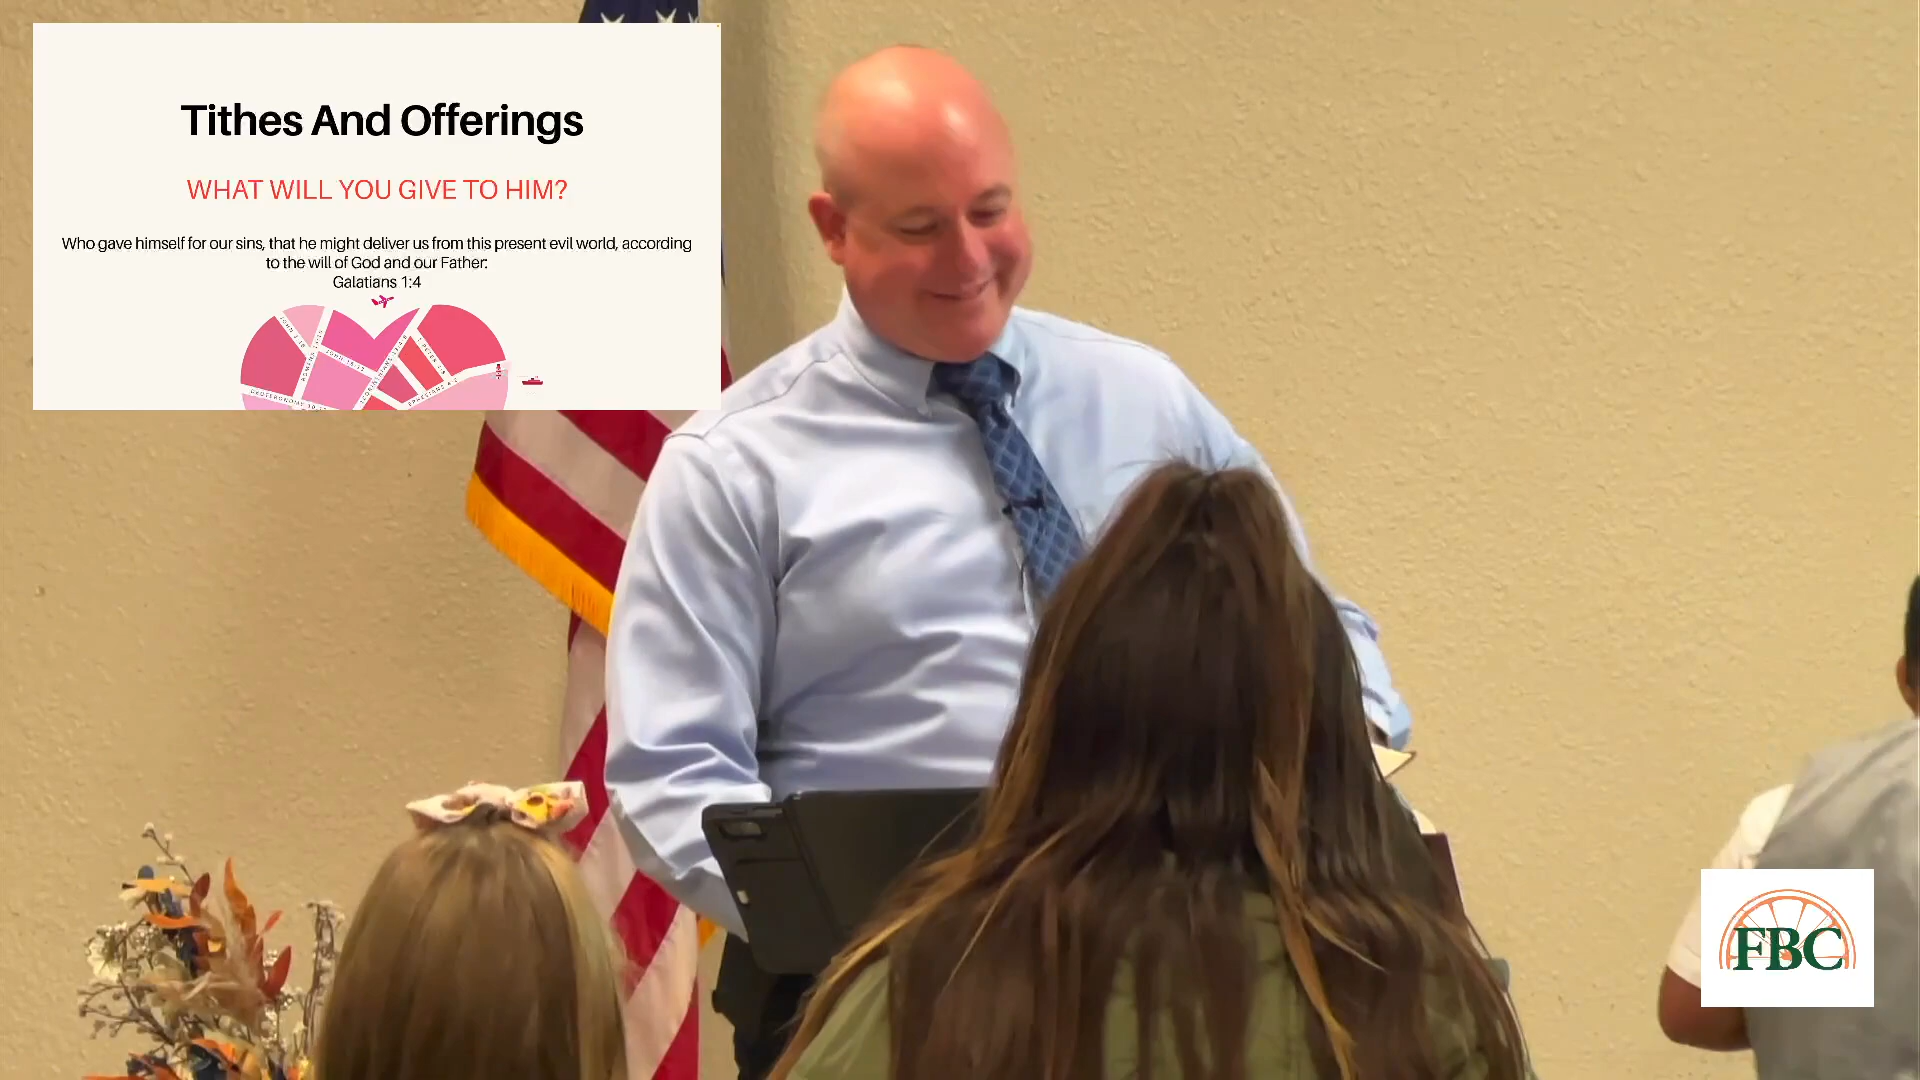 Tithes And Offerings
WHAT WILL YOU GIVE TO HIM?
Who gave himself for our sins, that he might deliver us from this present evil world, according
to the will of God and our Father:
Galatians 1:4
FBC